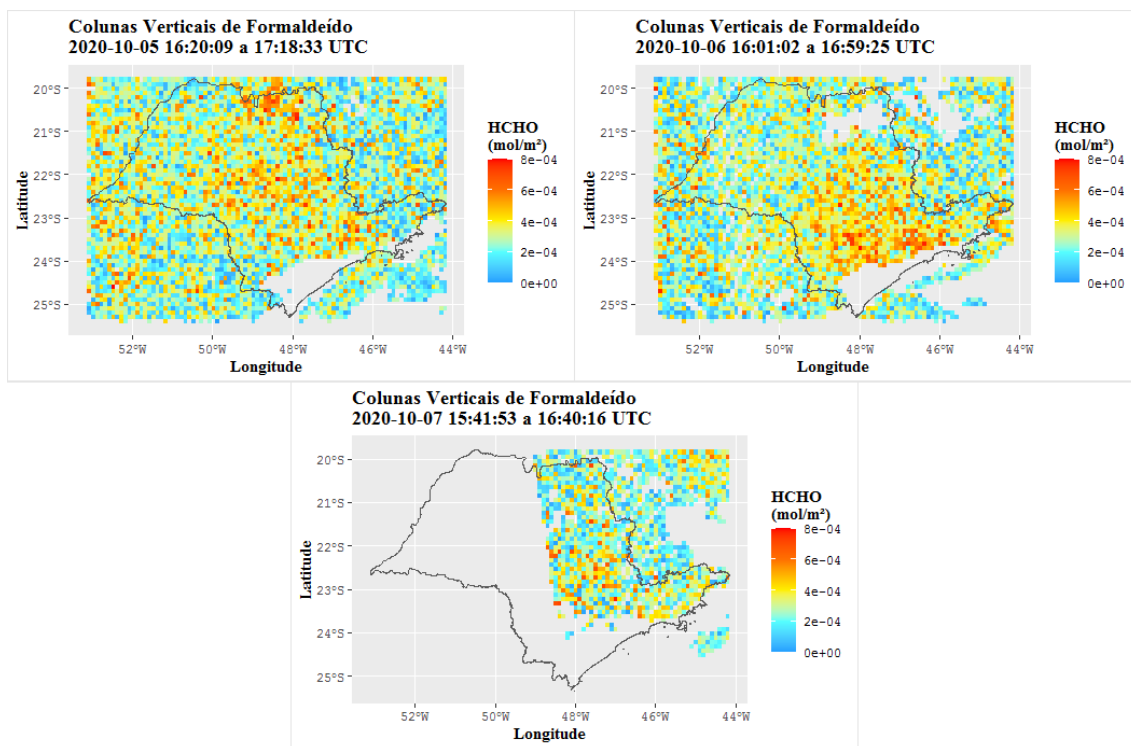 Colunas Verticais de Formaldeído
2020-10-05 16:20:09 a 17:18:33 UTC
20°S
21°S
22°S
23°S
24°S
25°S
Latitude
52°W
50°W
48°W
46°W
44°W
Longitude
HCHO
(mol/m²)
8e-04
6e-04
4e-04
2e-04
0e+00
Colunas Verticais de Formaldeído
2020-10-06 16:01:02 a 16:59:25 UTC
20°S
21°S
22°S
23°S
24°S
25°S
Latitude
52°W
50°W
48°W
46°W
44°W
Longitude
HCHO
(mol/m²)
8e-04
6e-04
4e-04
2e-04
0e+00
Colunas Verticais de Formaldeído
2020-10-07 15:41:53 a 16:40:16 UTC
20°S
21°S
22°S
23°S
24°S
25°S
Latitude
52°W
50°W
48°W
46°W
44°W
Longitude
HCHO
(mol/m²)
8e-04
6e-04
4e-04
2e-04
0e+00